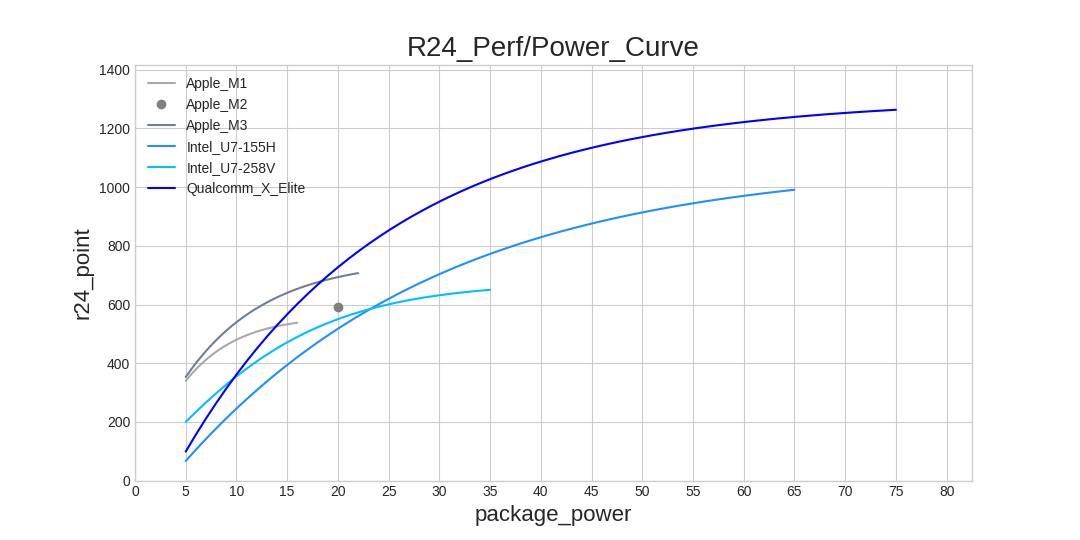 R24_Perf/Power_Curve
1400
1200
1000
800
600
400
200
0
r24_point
Apple_M1
Apple_M2
Apple_M3
Intel_U7-155H
Intel_U7-258V
Qualcomm_X_Elite
0 5 10 15 20 25 30 35 40 45 50 55 60 65 70 75 80
package_power